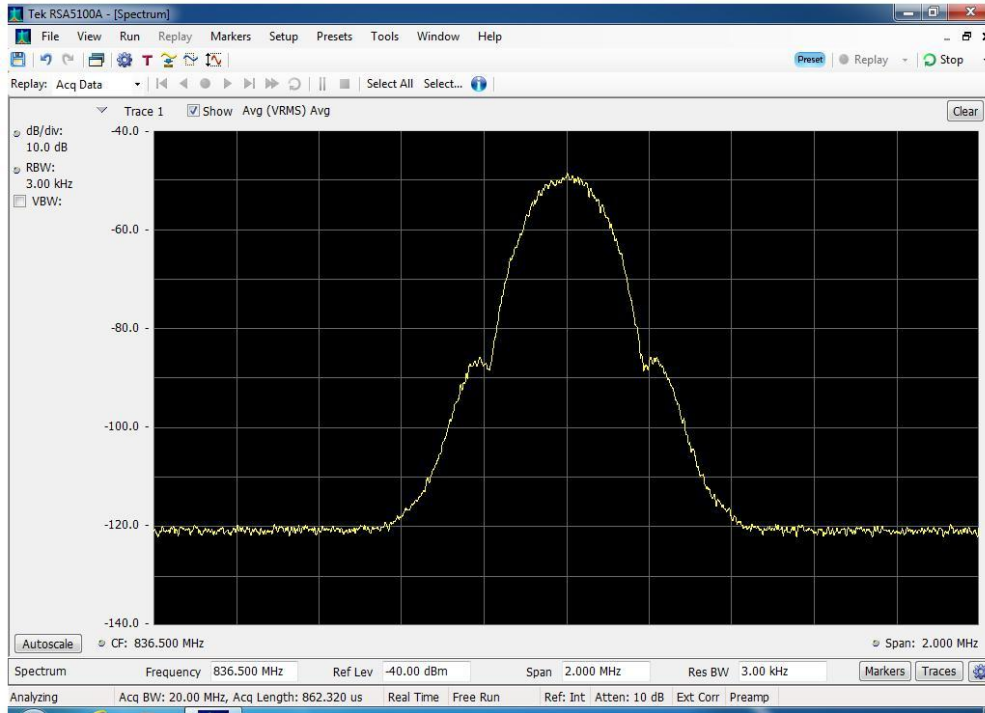 Tek RSA5100A - [Spectrum]
File View Run Replay Markers Setup Presets Tools Window Help
Preset Replay Stop
Replay: Acq Data Select All Select...
Trace 1 Show Avg (VRMS) Avg Clear
dB/div:
10.0 dB
RBW:
3.00 kHz
VBW:
-40.0
-60.0
-80.0
-100.0
-120.0
-140.0
Autoscale CF: 836.500 MHz Span: 2.000 MHz
Spectrum Frequency 836.500 MHz Ref Lev -40.00 dBm Span 2.000 MHz Res BW 3.00 kHz Markers Traces
Analyzing Acq BW: 20.00 MHz, Acq Length: 862.320 us Real Time Free Run Ref: Int Atten: 10 dB Ext Corr Preamp